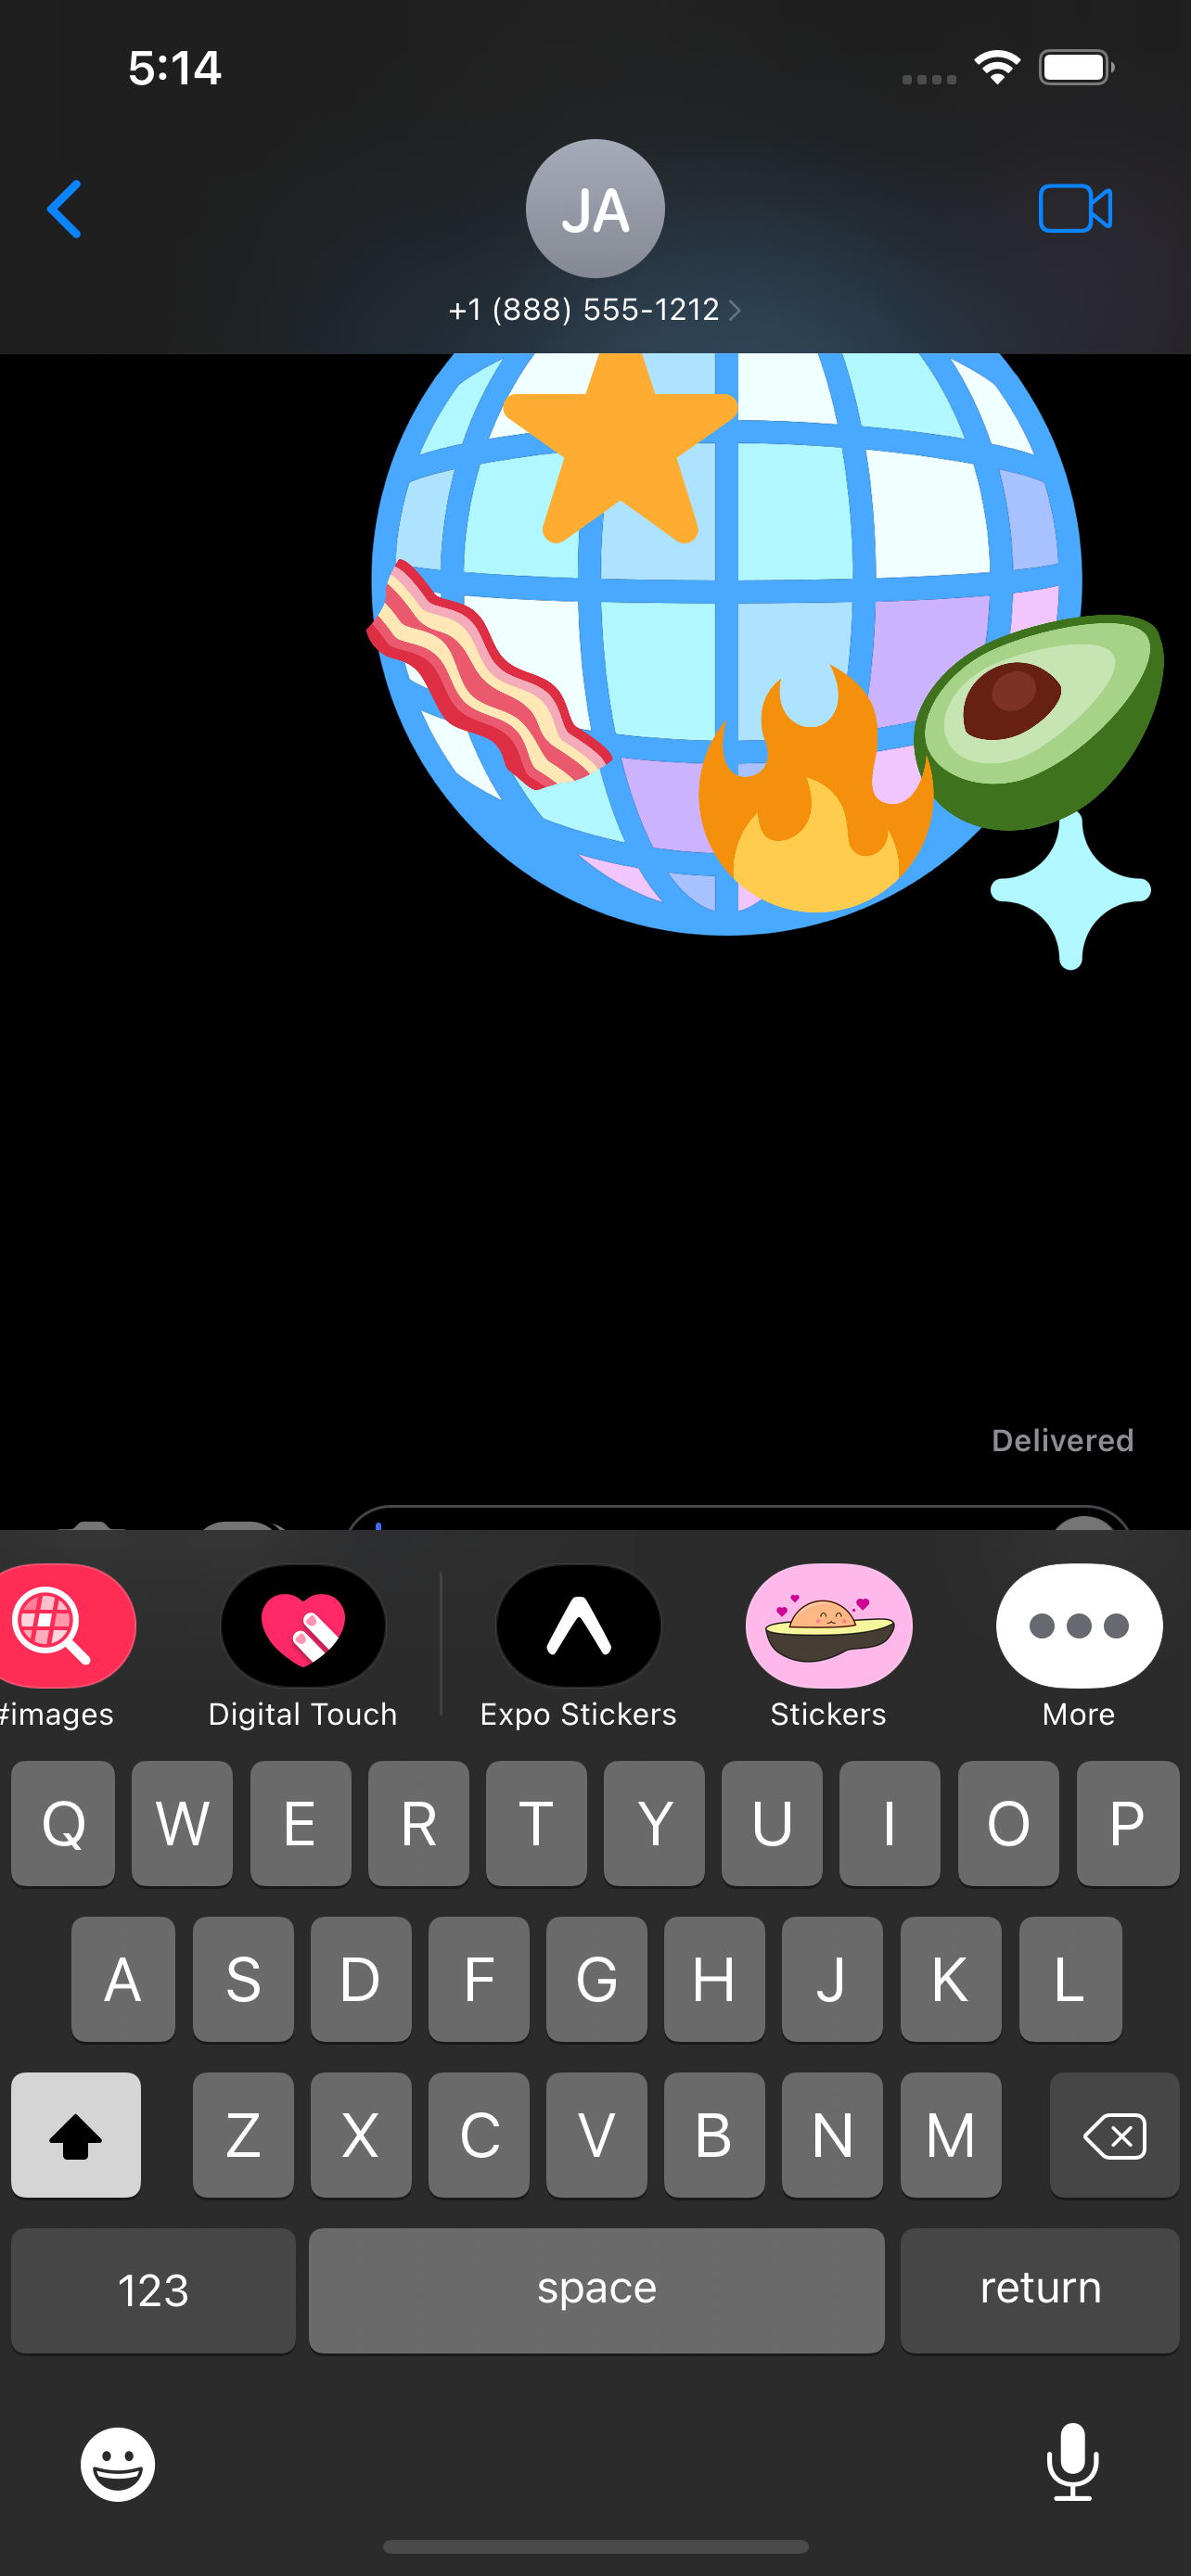 5:14
JA
+1 (888) 555-1212
Delivered
#images
Digital Touch
Expo Stickers
Stickers
More
Q W E R T Y U I O P
A S D F G H J K L
Z X C V B N M
123
space
return